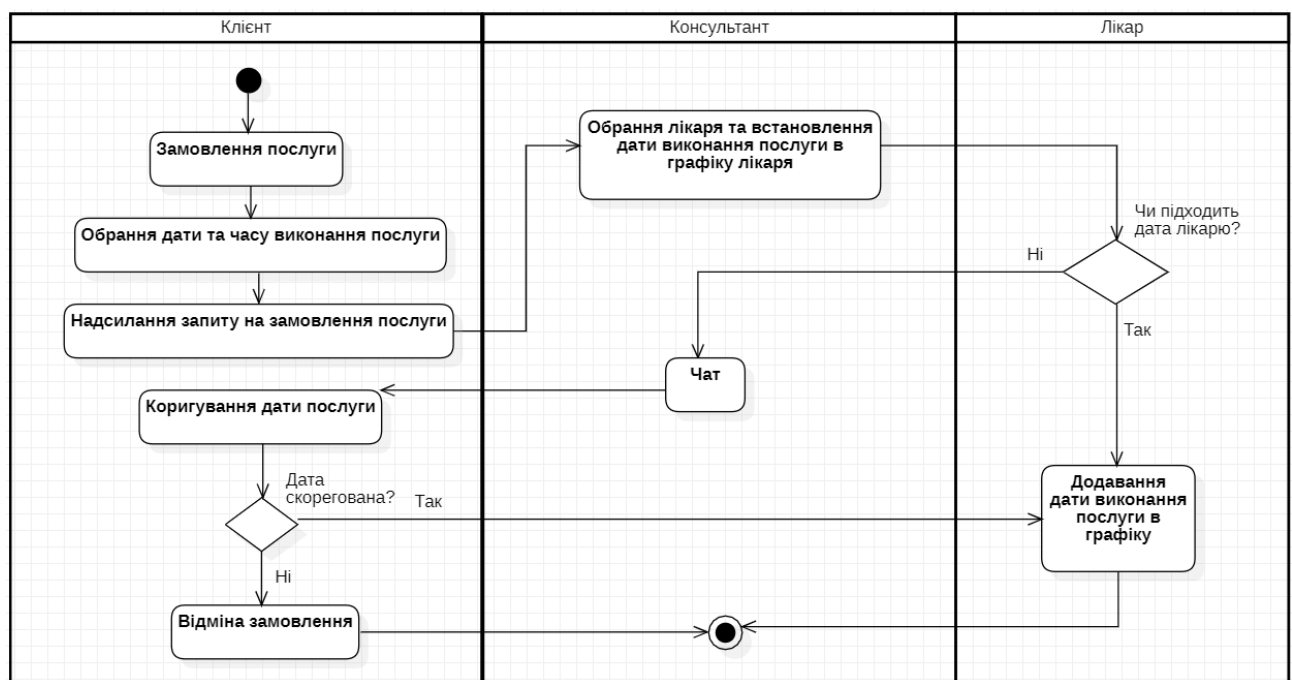 Клієнт
Консультант
Лікар
Замовлення послуги
Обрання дати та часу виконання послуги
Надсилання запиту на замовлення послуги
Обрання лікаря та встановлення
дати виконання послуги в
графіку лікаря
Чи підходить
дата лікарю?
Ні
Так
Чат
Коригування дати послуги
Дата
скорегована?
Так
Ні
Додавання
дати виконання
послуги в
графіку
Відміна замовлення